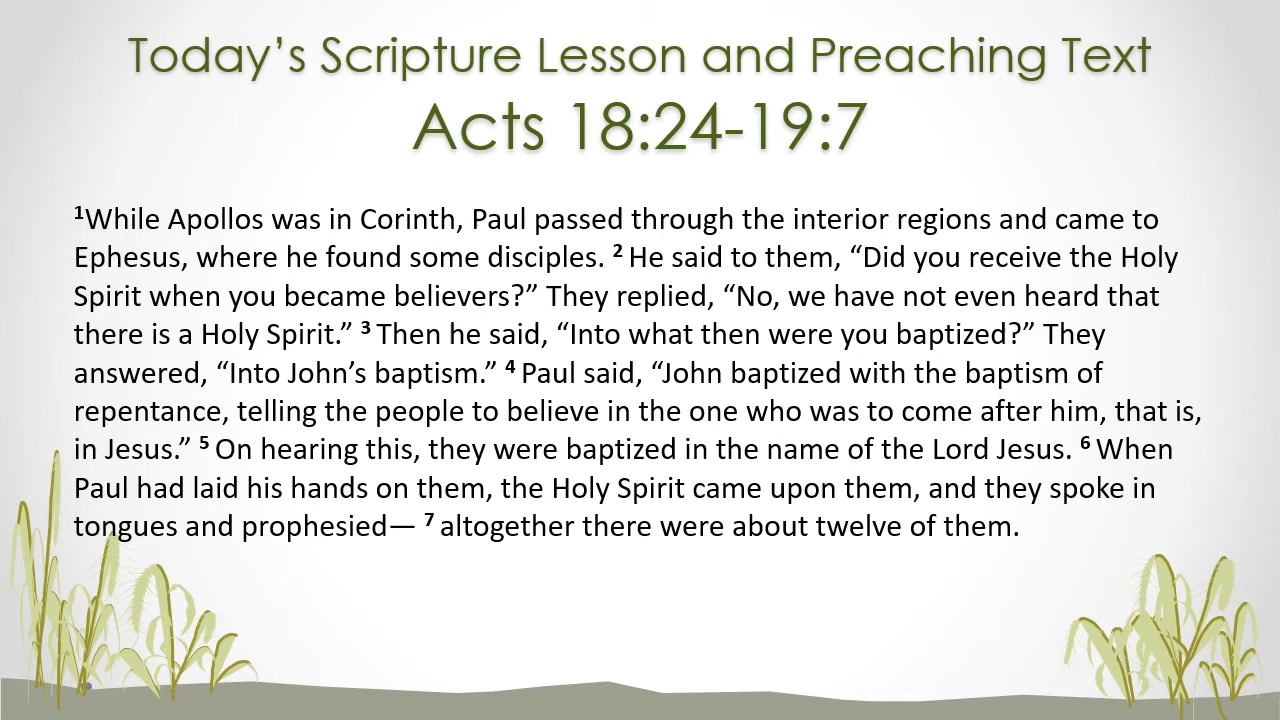 Today’s Scripture Lesson and Preaching Text
Acts 18:24-19:7
¹While Apollos was in Corinth, Paul passed through the interior regions and came to
Ephesus, where he found some disciples. ² He said to them, “Did you receive the Holy
Spirit when you became believers?” They replied, “No, we have not even heard that
there is a Holy Spirit.” ³ Then he said, “Into what then were you baptized?” They
answered, “Into John’s baptism.” ⁴ Paul said, “John baptized with the baptism of
repentance, telling the people to believe in the one who was to come after him, that is,
in Jesus.” ⁵ On hearing this, they were baptized in the name of the Lord Jesus. ⁶ When
Paul had laid his hands on them, the Holy Spirit came upon them, and they spoke in
tongues and prophesied— ⁷ altogether there were about twelve of them.